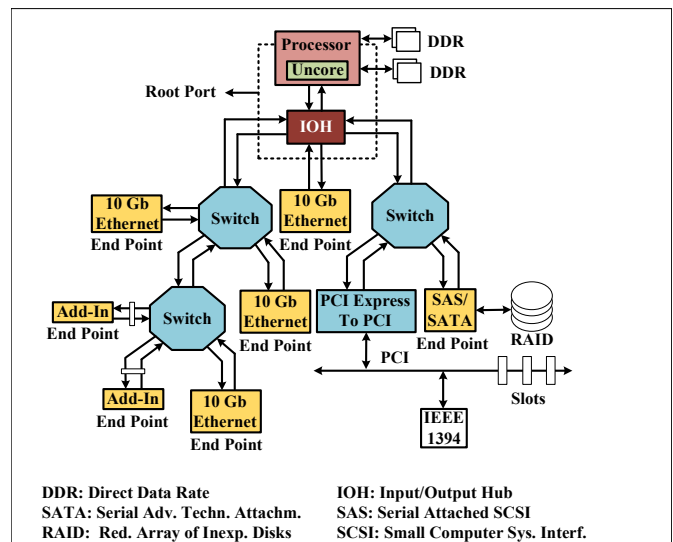 Processor
Uncore
DDR
DDR
Root Port
IOH
10 Gb
Ethernet
End Point
Switch
10 Gb
Ethernet
End Point
Switch
Add-In
End Point
Switch
10 Gb
Ethernet
End Point
PCI Express
To PCI
SAS/
SATA
End Point
RAID
PCI
Slots
Add-In
End Point
10 Gb
Ethernet
End Point
IEEE
1394
DDR: Direct Data Rate
SATA: Serial Adv. Techn. Attachm.
RAID: Red. Array of Inexp. Disks
IOH: Input/Output Hub
SAS: Serial Attached SCSI
SCSI: Small Computer Sys. Interf.